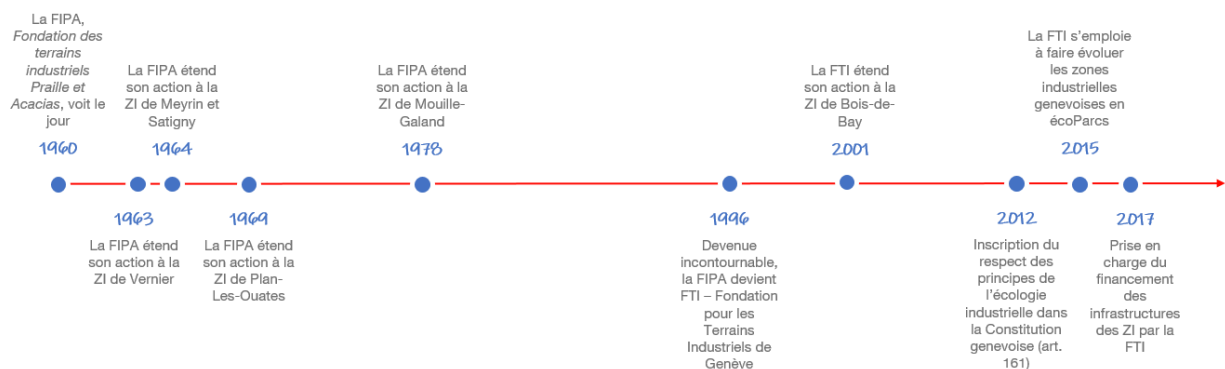 La FIPA,
Fondation des
terrains
industriels
Praille et
Acacias, voit le
jour
1960
1963
La FIPA étend
son action à la
ZI de Vernier
La FIPA étend
son action à la
ZI de Meyrin et
Satigny
1964
1969
La FIPA étend
son action à la
ZI de Plan-
Les-Ouates
La FIPA étend
son action à la
ZI de Mouille-
Galand
1978
1996
Devenue
incontournable,
la FIPA devient
FTI – Fondation
pour les
Terrains
Industriels de
Genève
La FTI étend
son action à la
ZI de Bois-de-
Bay
2001
2012
Inscription du
respect des
principes de
l'écologie
industrielle dans
la Constitution
genevoise (art.
161)
La FTI s'emploie
à faire évoluer
les zones
industrielles
genevoises en
écoParcs
2015
2017
Prise en
charge du
financement
des
infrastructures
des ZI par la
FTI